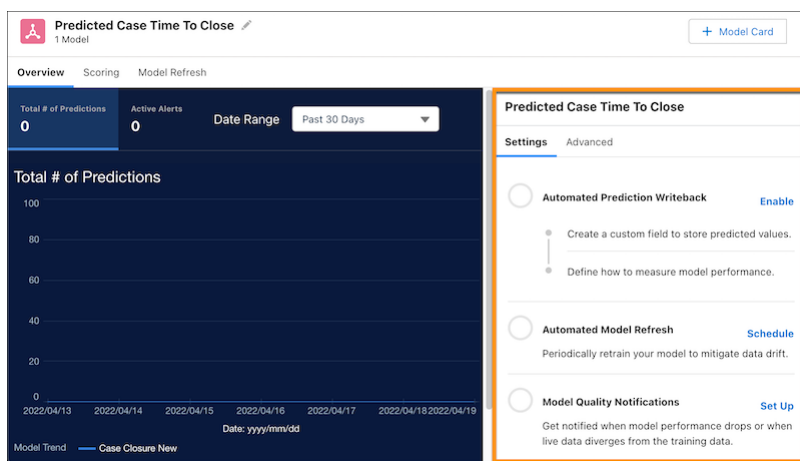 Predicted Case Time To Close
1 Model
+ Model Card
Overview Scoring Model Refresh
Total # of Predictions
0
Active Alerts
0
Date Range
Past 30 Days
Total # of Predictions
100
80
60
40
20
0
2022/04/13 2022/04/14 2022/04/15 2022/04/16 2022/04/17 2022/04/18 2022/04/19
Date: yyyy/mm/dd
Model Trend Case Closure New
Predicted Case Time To Close
Settings Advanced
Automated Prediction Writeback
Enable
Create a custom field to store predicted values.
Define how to measure model performance.
Automated Model Refresh
Schedule
Periodically retrain your model to mitigate data drift.
Model Quality Notifications
Set Up
Get notified when model performance drops or when
live data diverges from the training data.